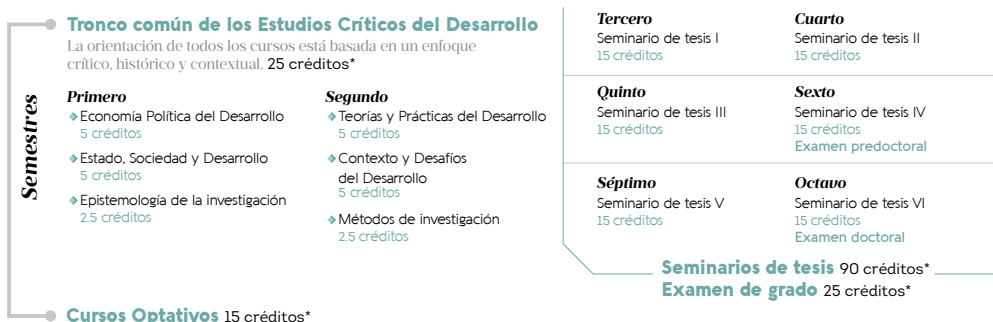 Semestres
Tronco común de los Estudios Críticos del Desarrollo
La orientación de todos los cursos está basada en un enfoque
crítico, histórico y contextual. 25 créditos*
Primero
Economía Política del Desarrollo
5 créditos
Estado, Sociedad y Desarrollo
5 créditos
Epistemología de la investigación
2.5 créditos
Segundo
Teorías y Prácticas del Desarrollo
5 créditos
Contexto y Desafíos
del Desarrollo
5 créditos
Métodos de investigación
2.5 créditos
Cursos Optativos 15 créditos*
Tercero
Seminario de tesis I
15 créditos
Cuarto
Seminario de tesis II
15 créditos
Quinto
Seminario de tesis III
15 créditos
Sexto
Seminario de tesis IV
15 créditos
Examen predoctoral
Séptimo
Seminario de tesis V
15 créditos
Octavo
Seminario de tesis VI
15 créditos
Examen doctoral
Seminarios de tesis 90 créditos*
Examen de grado 25 créditos*